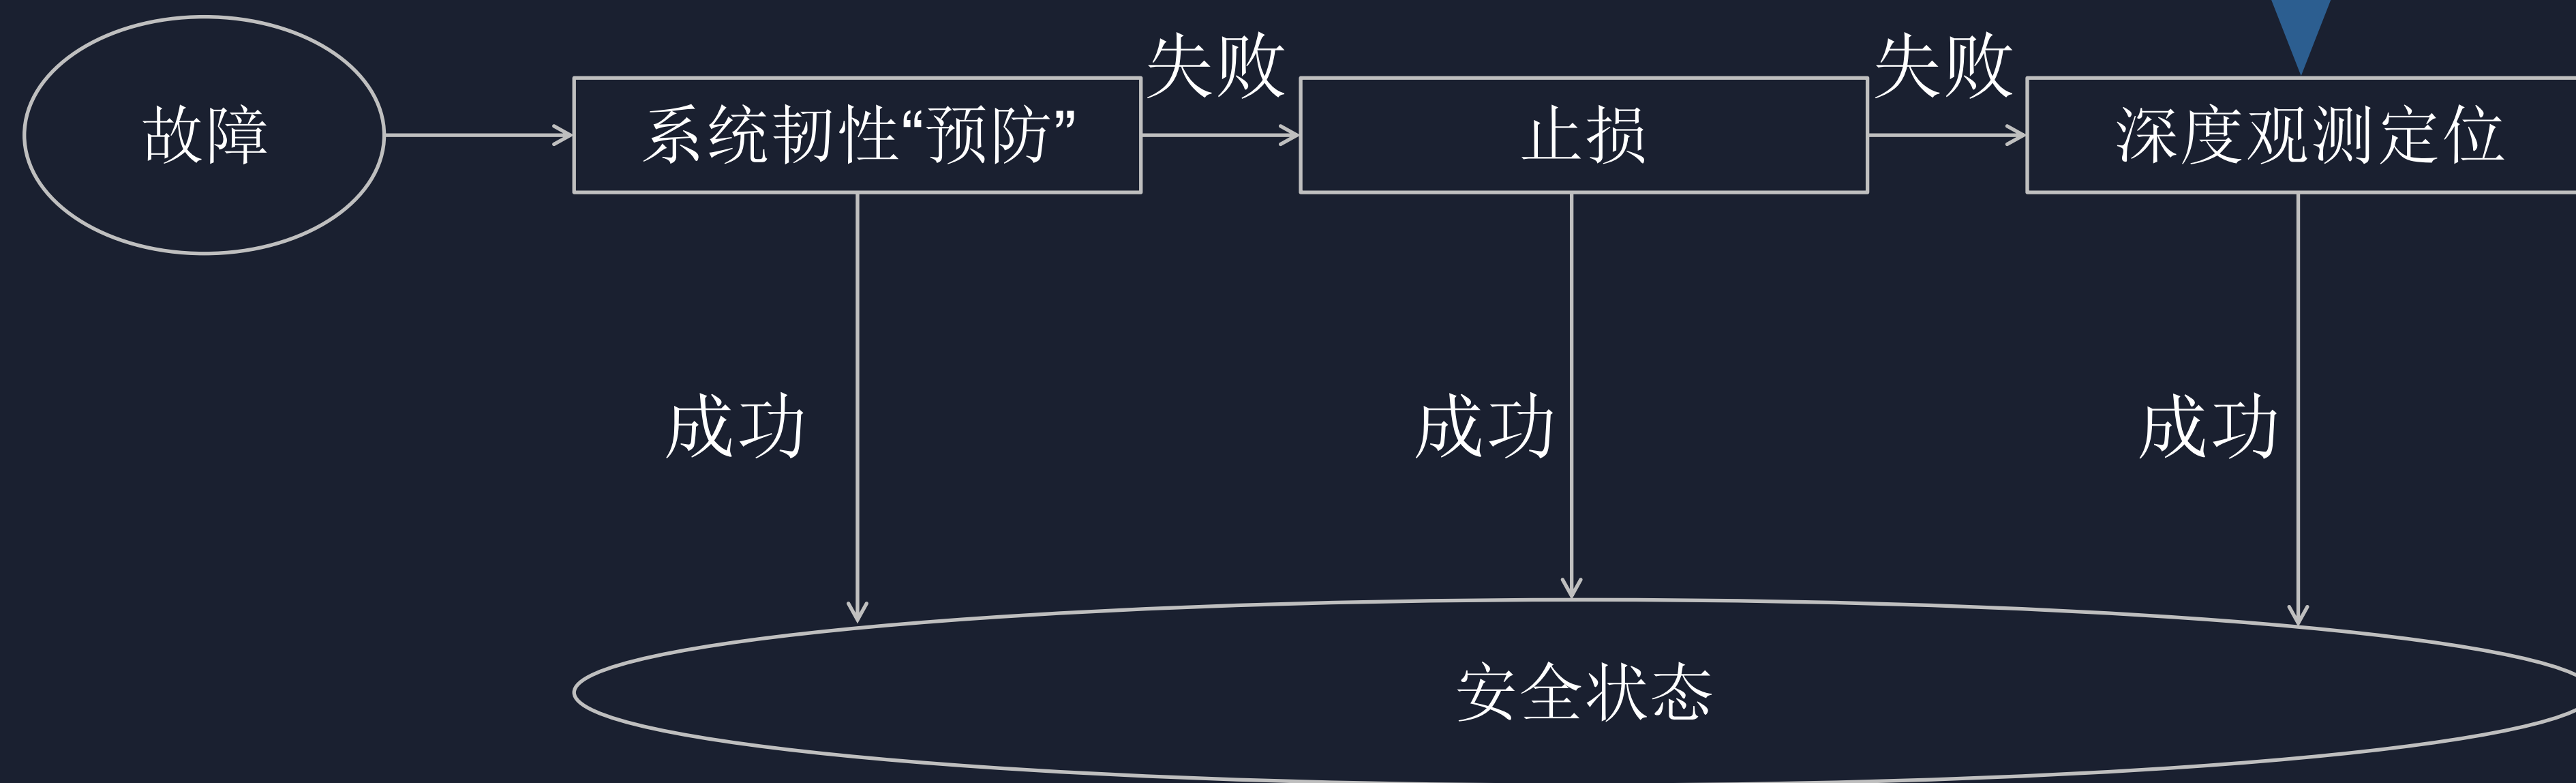 失败
失败
故障
系统韧性“预防”
止损
深度观测定位
成功
成功
成功
安全状态